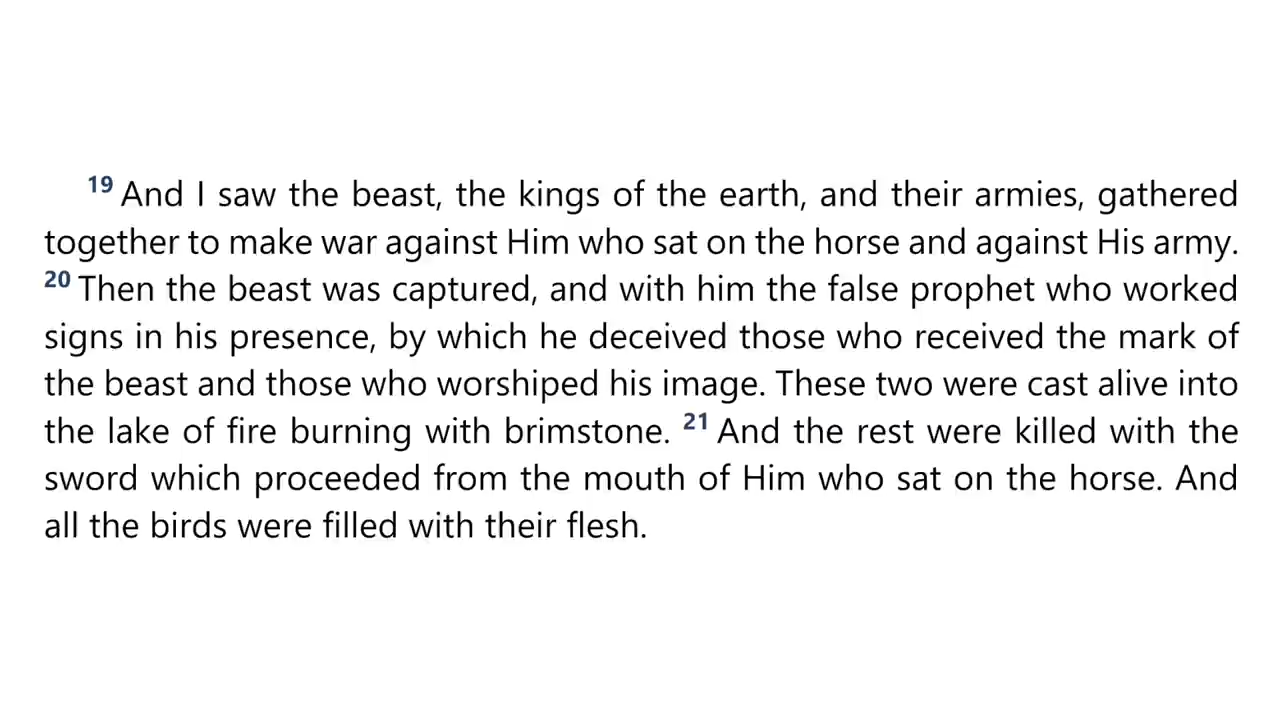 19 And I saw the beast, the kings of the earth, and their armies, gathered
together to make war against Him who sat on the horse and against His army.
20 Then the beast was captured, and with him the false prophet who worked
signs in his presence, by which he deceived those who received the mark of
the beast and those who worshiped his image. These two were cast alive into
the lake of fire burning with brimstone. 21 And the rest were killed with the
sword which proceeded from the mouth of Him who sat on the horse. And
all the birds were filled with their flesh.